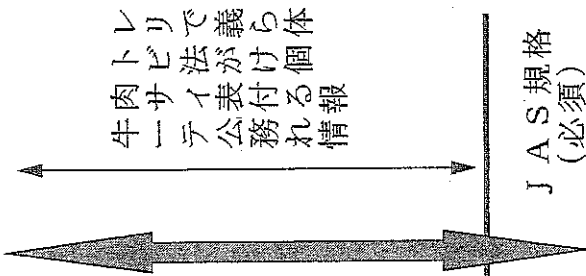 牛肉トレ
ーサビリ
ティ法で
公表が義
務付けら
れる個体
情報
JAS規格
(必須)